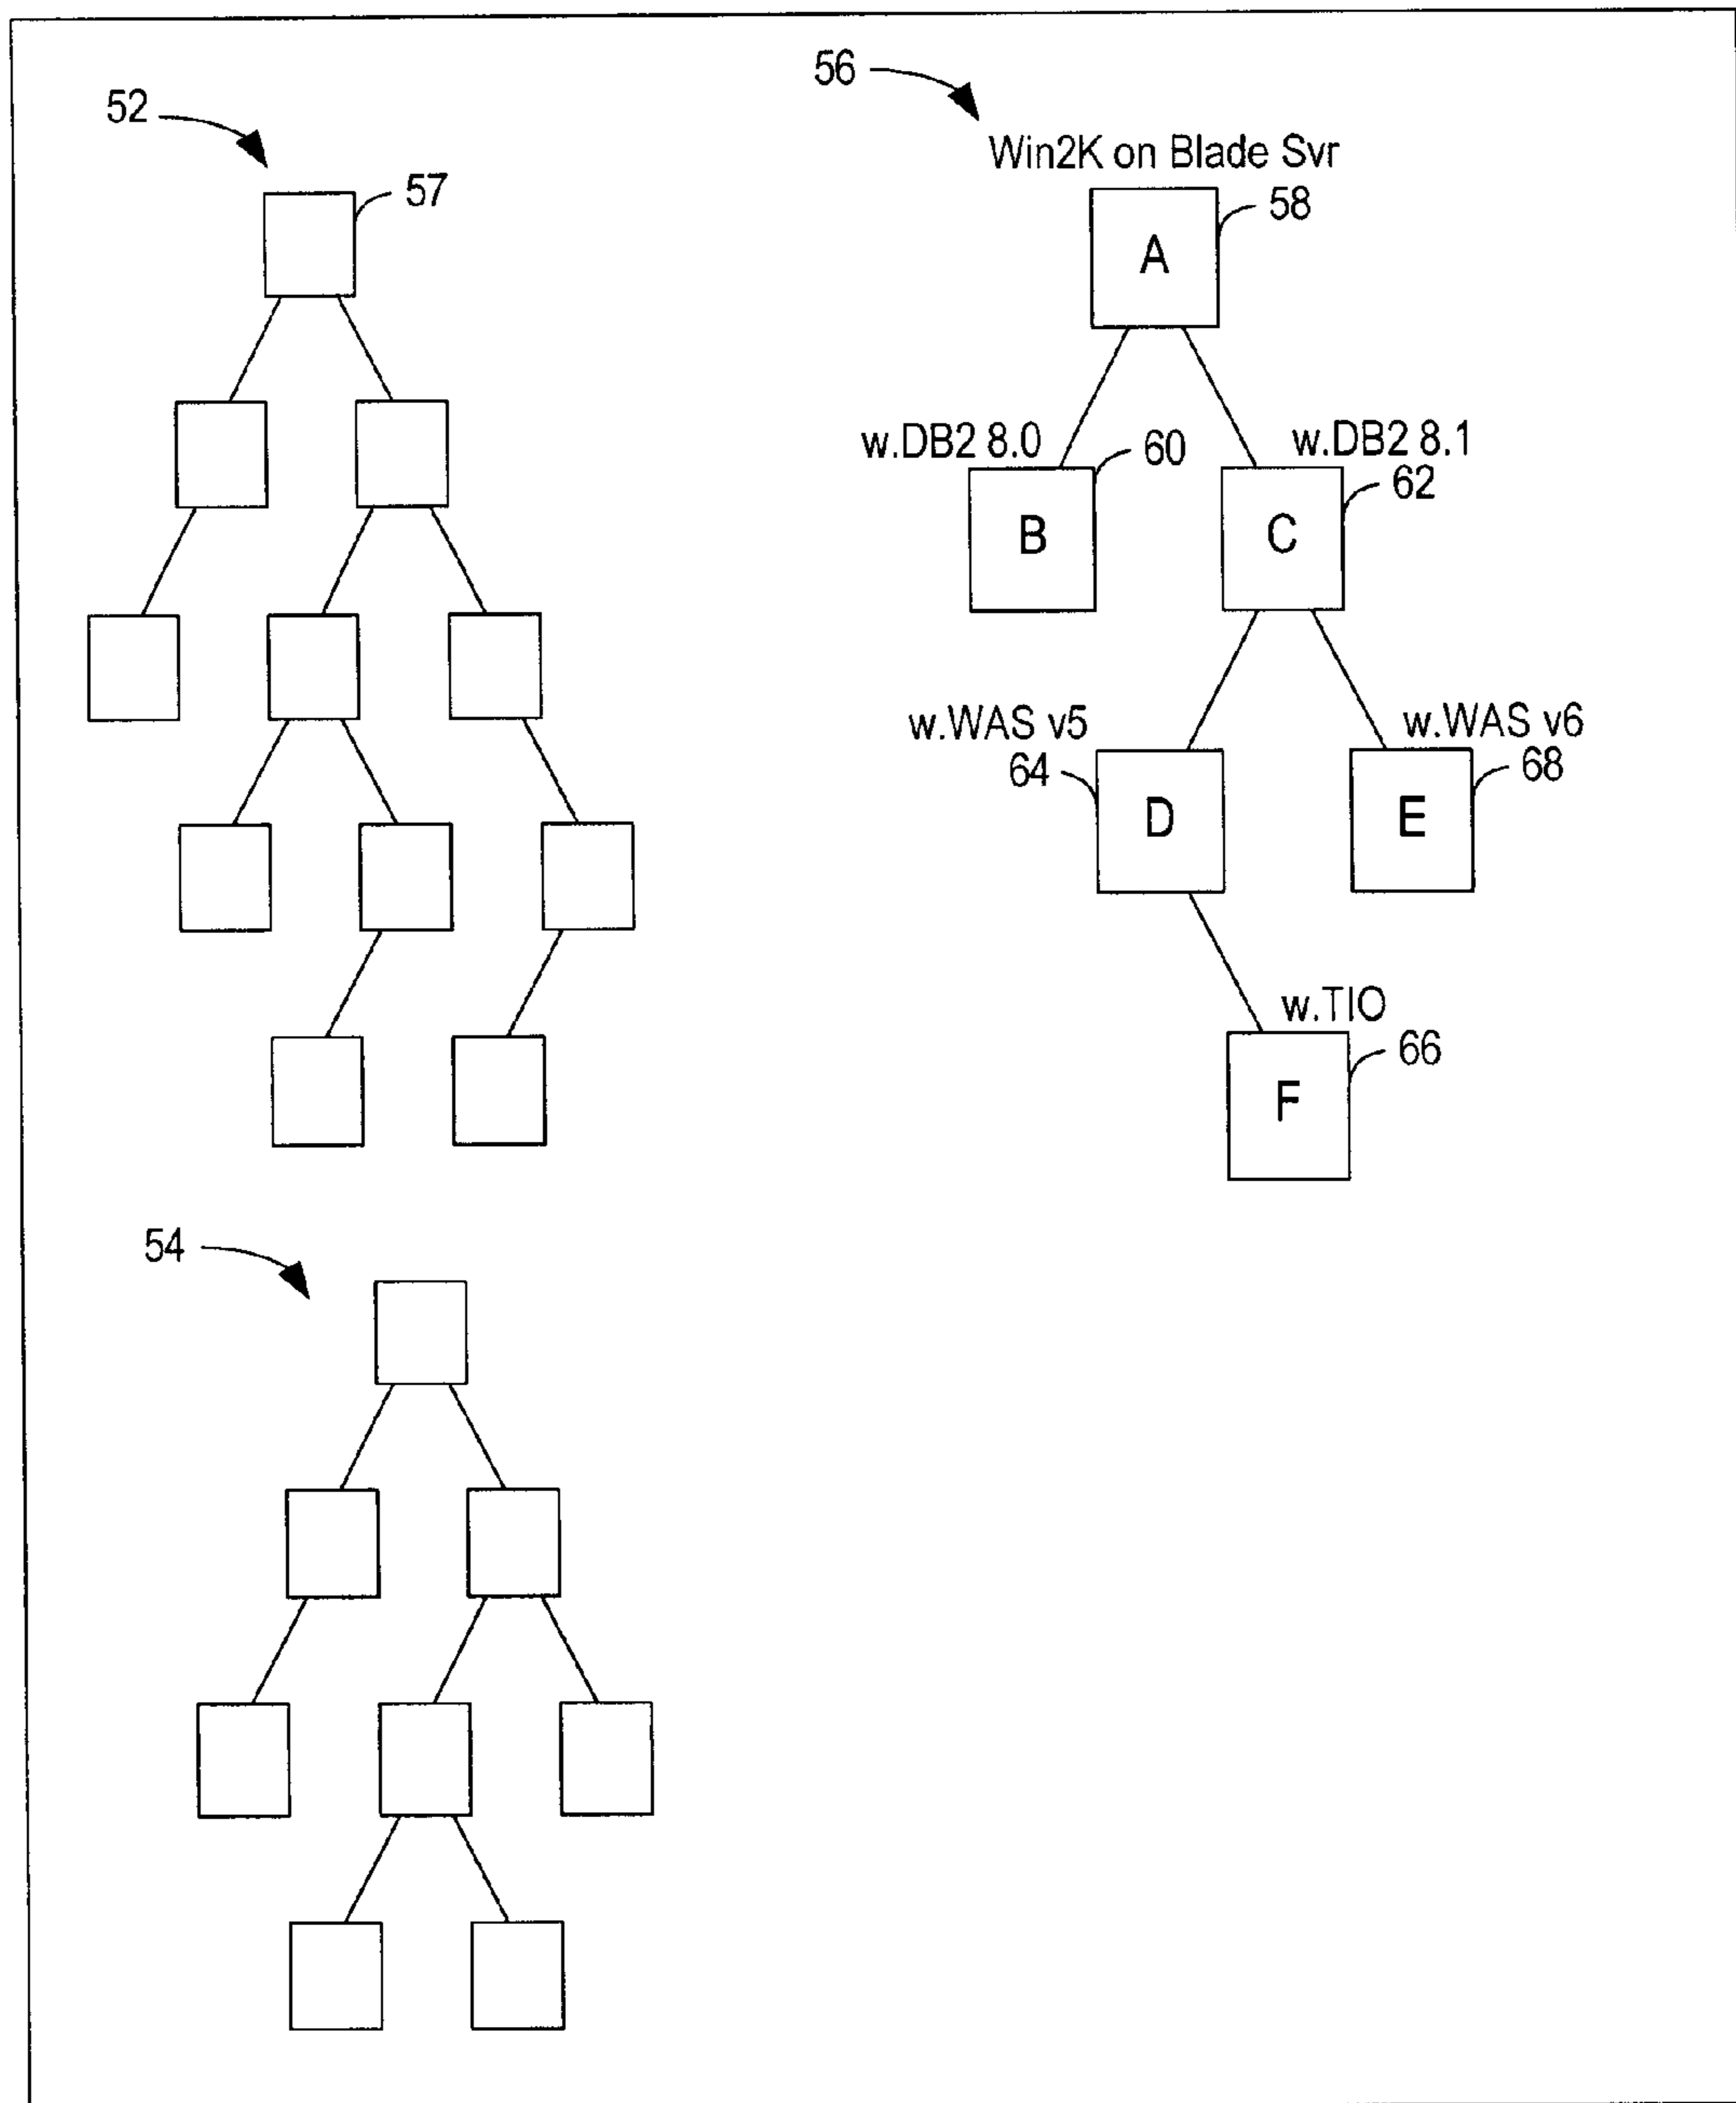 52
57
56
Win2K on Blade Svr
58
A
w.DB2 8.0
60
w.DB2 8.1
62
B
C
w.WAS v5
64
w.WAS v6
68
D
E
w.TIO
66
F
54